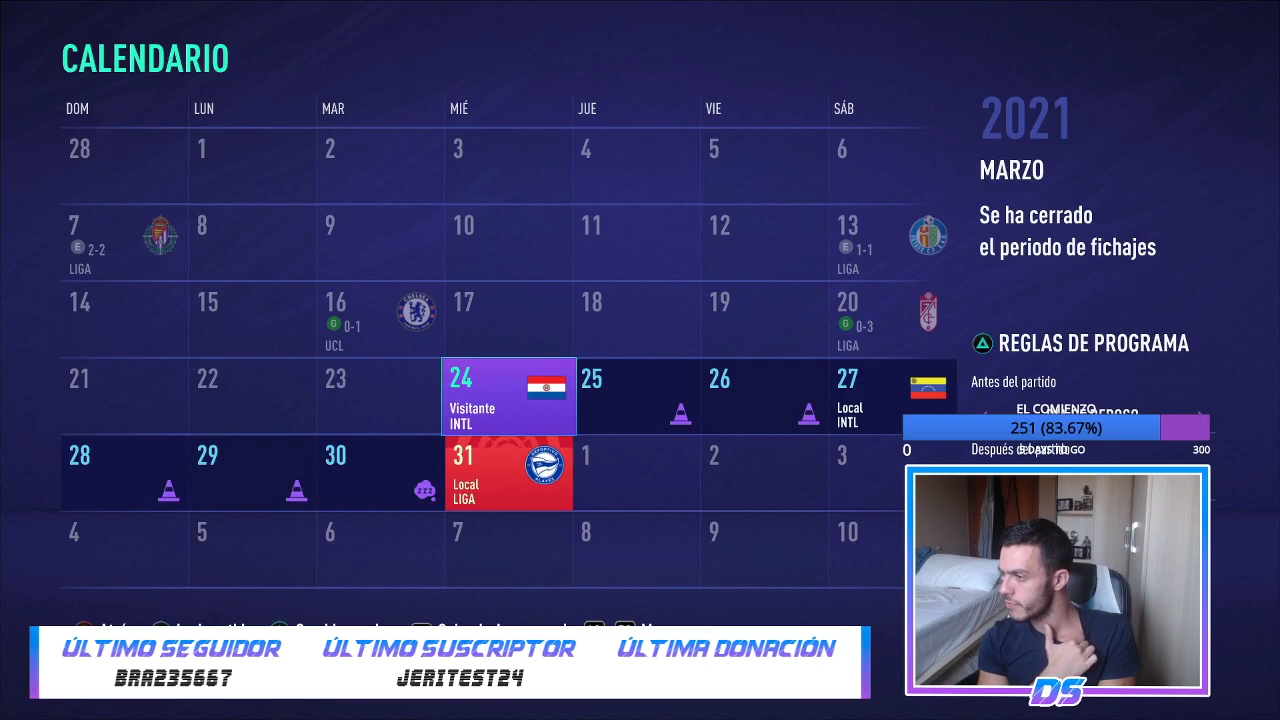 CALENDARIO
DOM LUN MAR MIÉ JUE VIE SÁB
28 1 2 3 4 5 6
7 8 9 10 11 12 13
E 2-2 E 1-1
LIGA LIGA
14 15 16 17 18 19 20
CHELSEA
G 0-1 G 0-3
UCL LIGA
21 22 23 24 25 26 27
Visitante Local
INTL INTL
28 29 30 31 1 2 3
zzz
Local
LIGA
4 5 6 7 8 9 10
2021
MARZO
Se ha cerrado
el periodo de fichajes
REGLAS DE PROGRAMA
Antes del partido
EL COMIENZO
251 (83.67%)
0 300
Después del partido
ÚLTIMO SEGUIDOR ÚLTIMO SUSCRIPTOR ÚLTIMA DONACIÓN
BRA235667 JERITEST24
DS